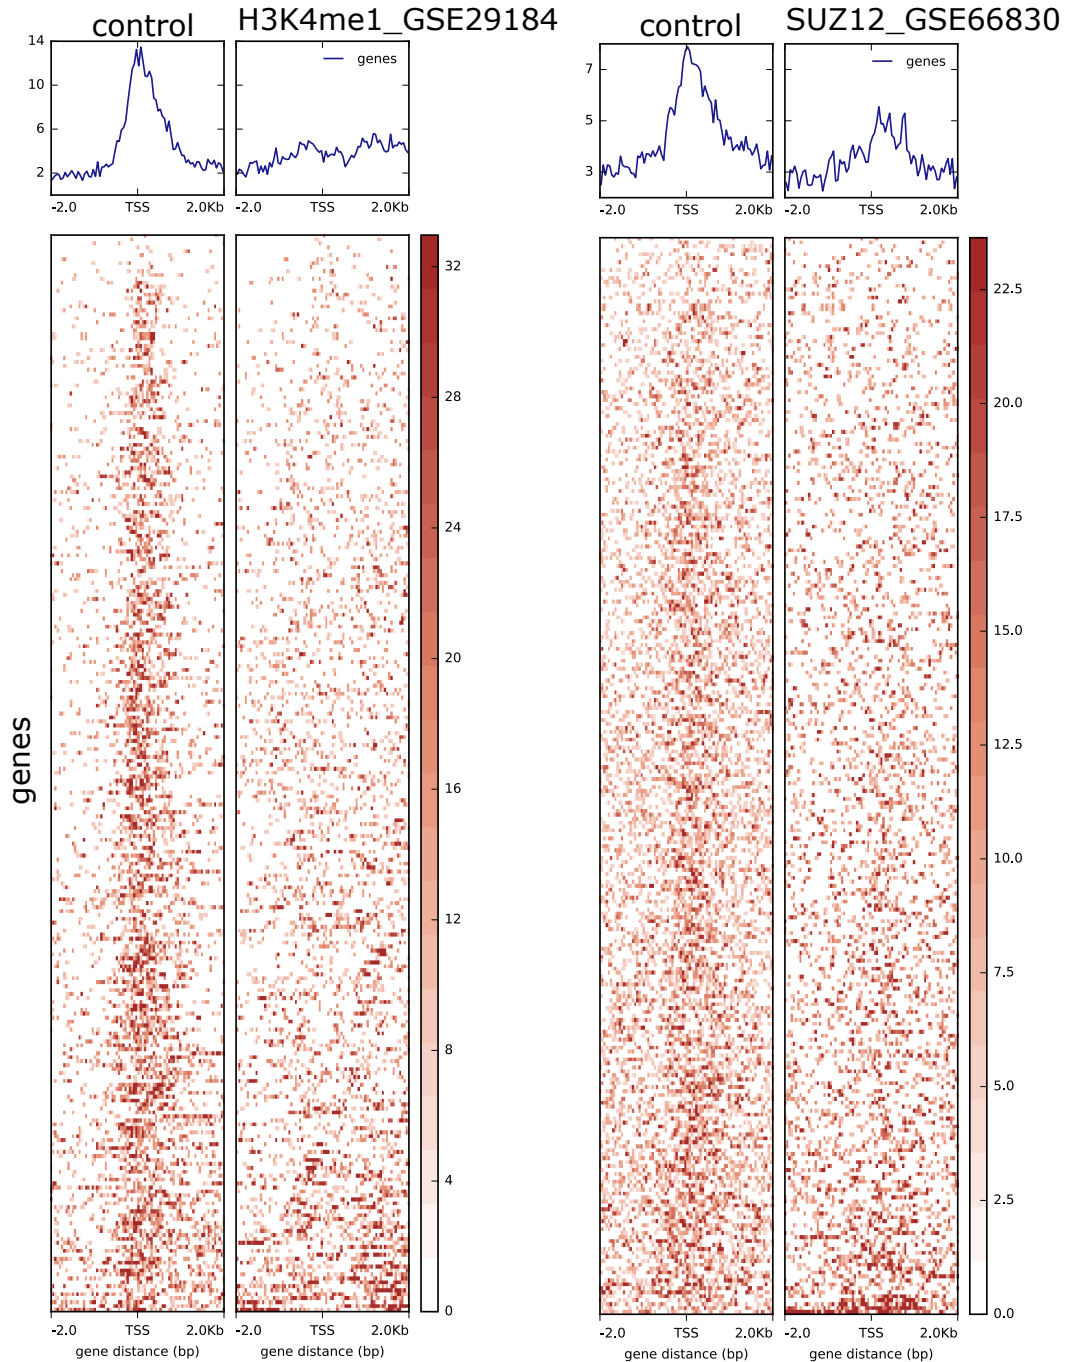 control
H3K4me1_GSE29184
control
SUZ12_GSE66830
14
10
6
2
genes
7
5
3
genes
-2.0 TSS 2.0Kb
-2.0 TSS 2.0Kb
-2.0 TSS 2.0Kb
-2.0 TSS 2.0Kb
genes
32
28
24
20
16
12
8
4
0
22.5
20.0
17.5
15.0
12.5
10.0
7.5
5.0
2.5
0.0
-2.0 TSS 2.0Kb
gene distance (bp)
-2.0 TSS 2.0Kb
gene distance (bp)
-2.0 TSS 2.0Kb
gene distance (bp)
-2.0 TSS 2.0Kb
gene distance (bp)